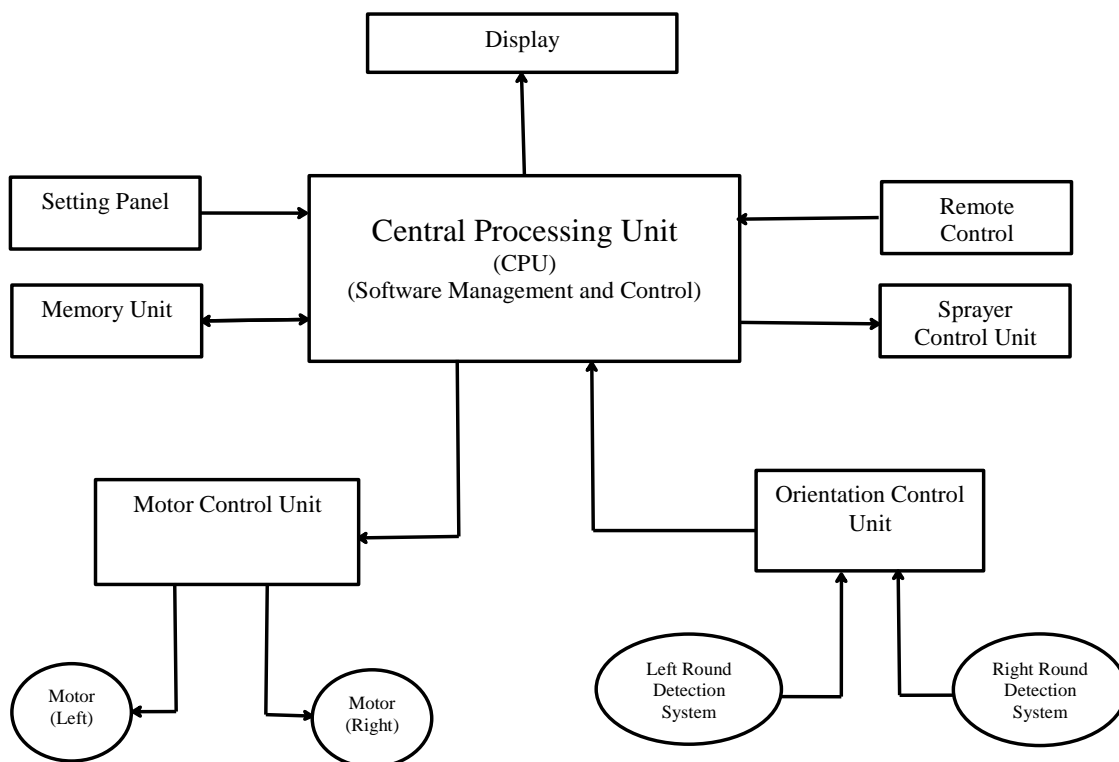 Display
Setting Panel
Central Processing Unit
(CPU)
(Software Management and Control)
Remote
Control
Memory Unit
Sprayer
Control Unit
Motor Control Unit
Orientation Control
Unit
Motor
(Left)
Motor
(Right)
Left Round
Detection
System
Right Round
Detection
System